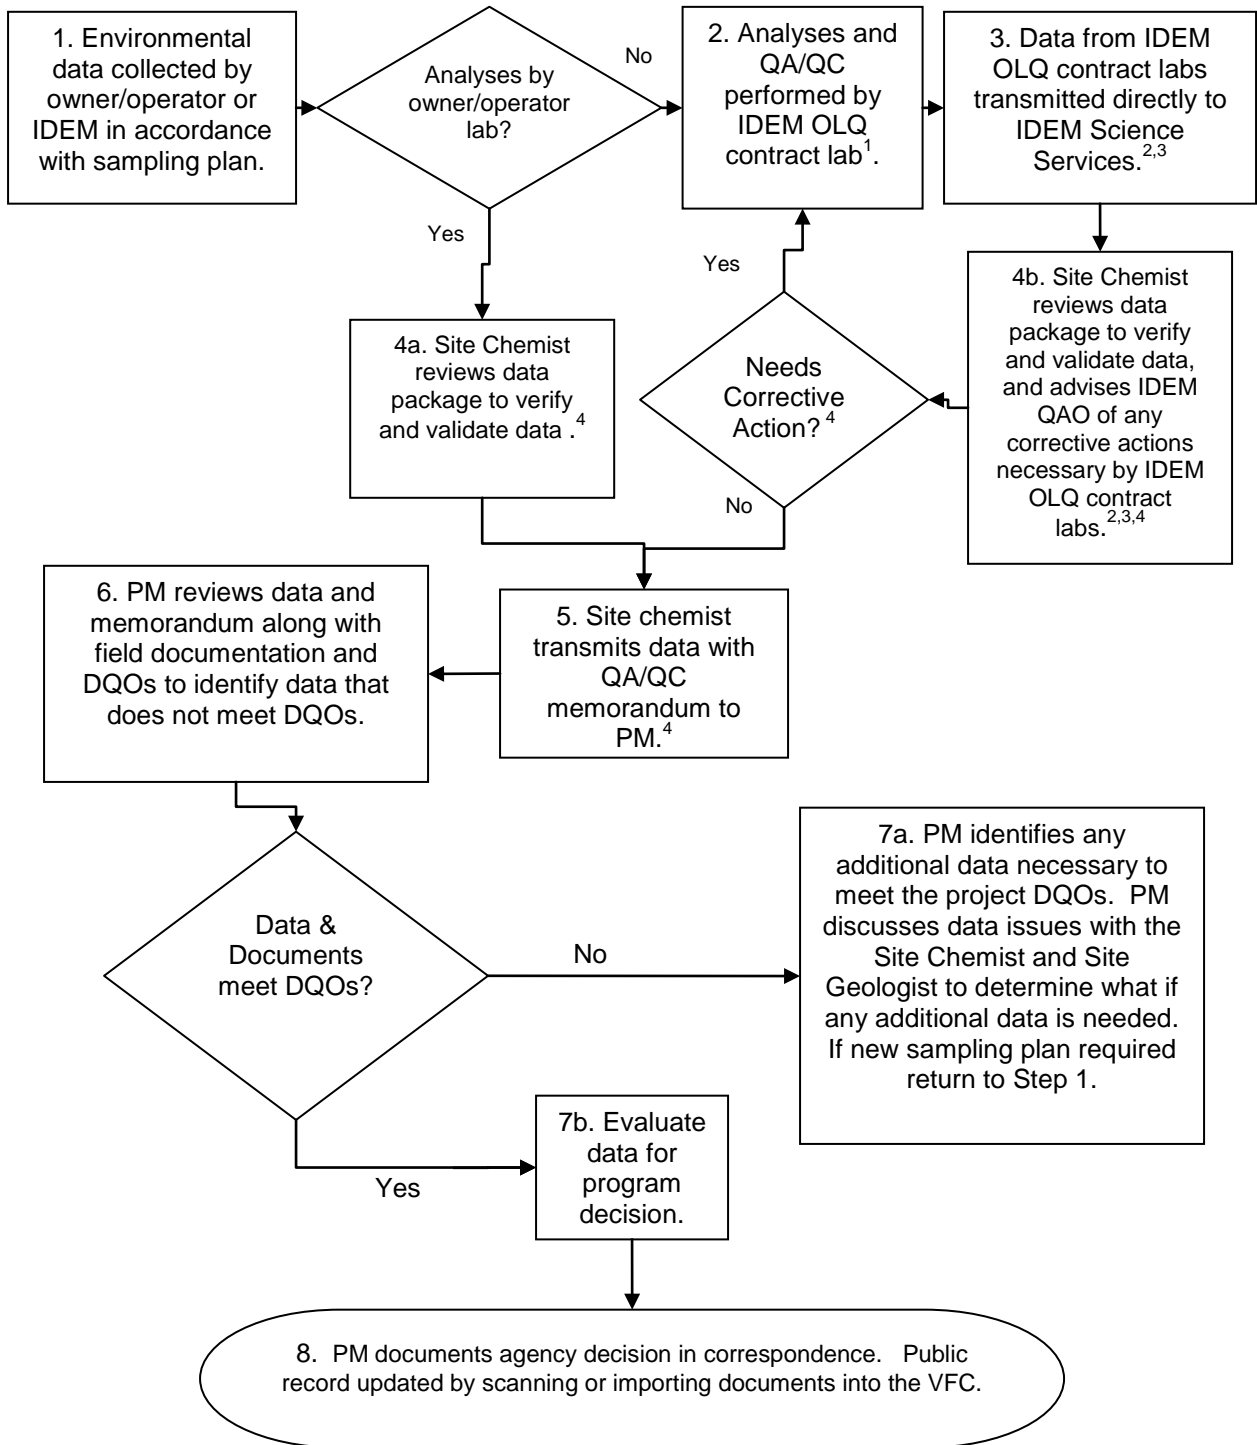 1. Environmental
data collected by
owner/operator or
IDEM in accordance
with sampling plan.
Analyses by
owner/operator
lab?
No
2. Analyses and
QA/QC
performed by
IDEM OLQ
contract lab1.
3. Data from IDEM
OLQ contract labs
transmitted directly to
IDEM Science
Services.2,3
Yes
4a. Site Chemist
reviews data
package to verify
and validate data .4
Yes
Needs
Corrective
Action? 4
No
4b. Site Chemist
reviews data
package to verify
and validate data,
and advises IDEM
QAO of any
corrective actions
necessary by IDEM
OLQ contract
labs.2,3,4
6. PM reviews data and
memorandum along with
field documentation and
DQOs to identify data that
does not meet DQOs.
5. Site chemist
transmits data with
QA/QC
memorandum to
PM.4
Data &
Documents
meet DQOs?
No
7a. PM identifies any
additional data necessary to
meet the project DQOs. PM
discusses data issues with the
Site Chemist and Site
Geologist to determine what if
any additional data is needed.
If new sampling plan required
return to Step 1.
Yes
7b. Evaluate
data for
program
decision.
8. PM documents agency decision in correspondence. Public
record updated by scanning or importing documents into the VFC.